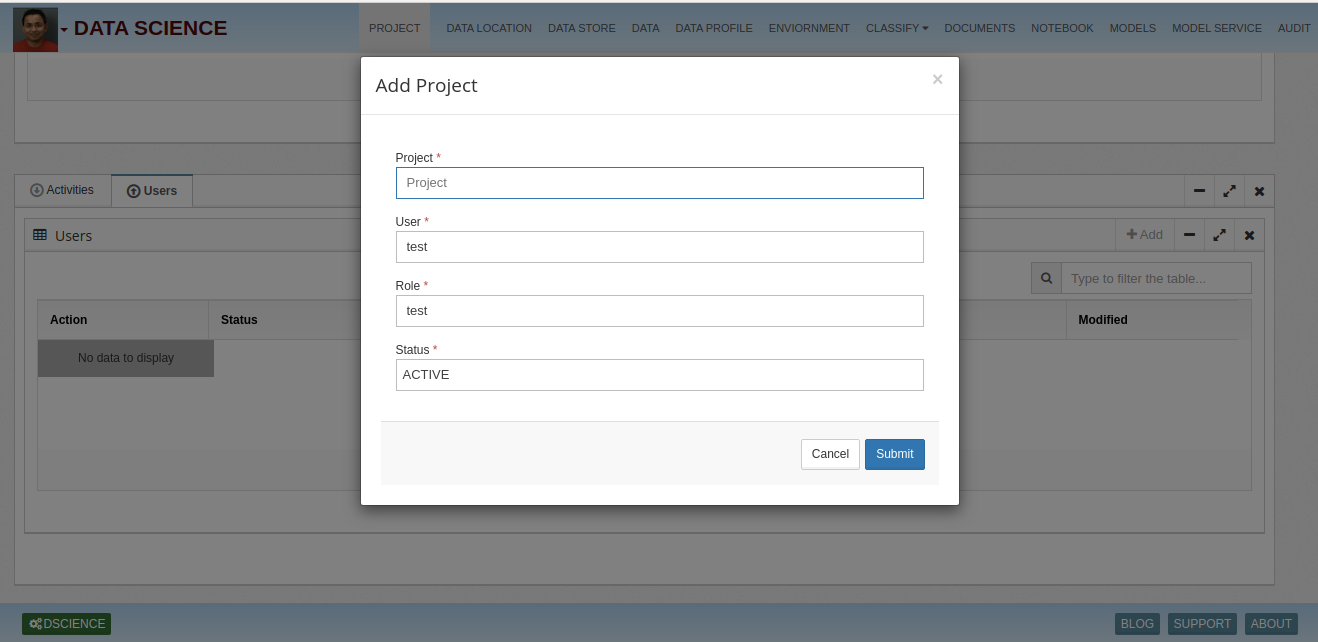 DATA SCIENCE
PROJECT DATA LOCATION DATA STORE DATA DATA PROFILE ENVIORNMENT CLASSIFY DOCUMENTS NOTEBOOK MODELS MODEL SERVICE AUDIT
Add Project ×
Project *
Project
User *
test
Role *
test
Status *
ACTIVE
Cancel Submit
Activities Users
Users
Add
Type to filter the table...
Action Status Modified
No data to display
DSCIENCE BLOG SUPPORT ABOUT